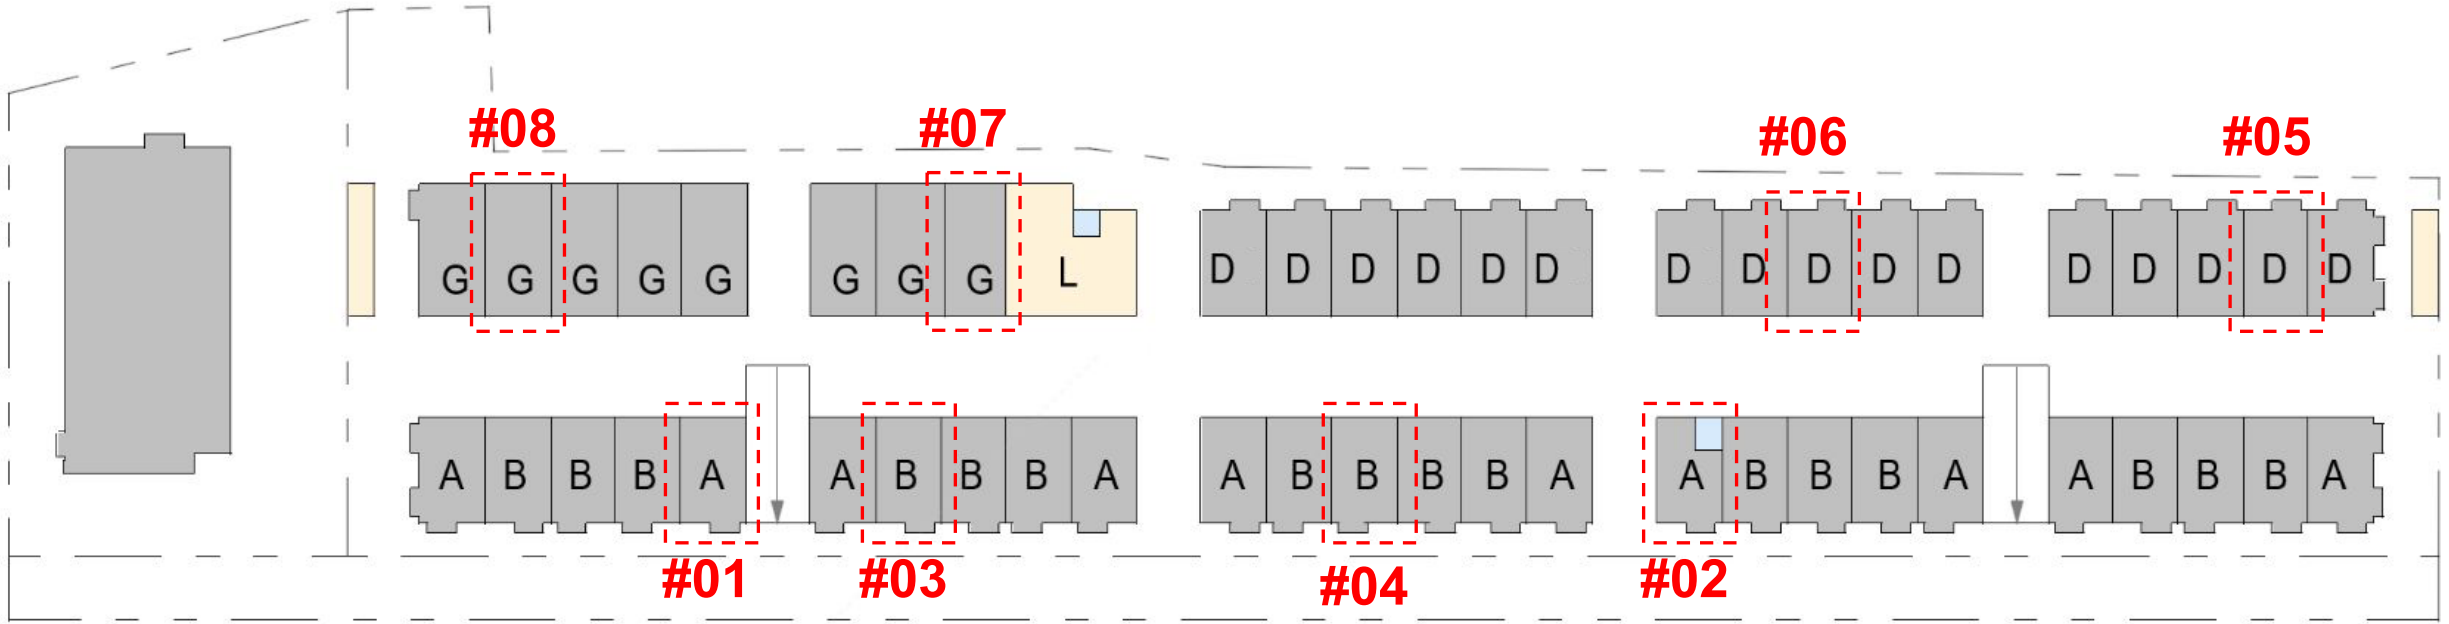 #08 #07 #06 #05
G G G G G G G G L D D D D D D D D D D D D D D D D
A B B B A A B B B A A B B B B A A B B B A A B B B A
#01 #03 #04 #02